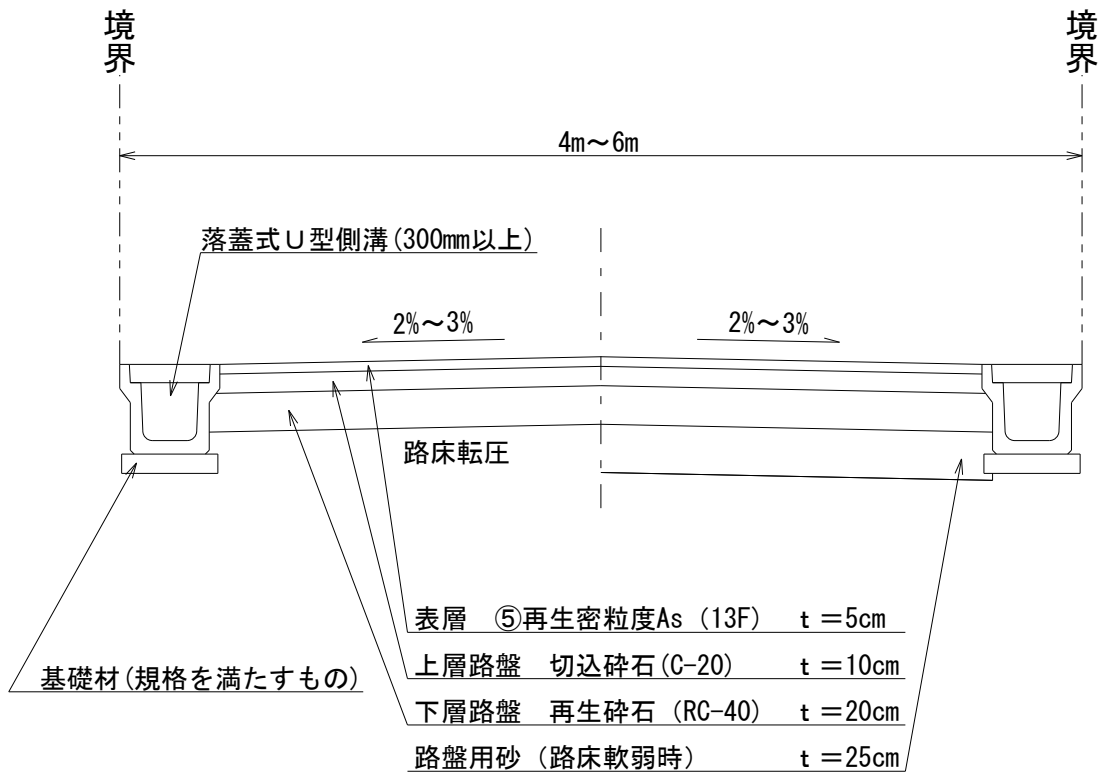 境界
境界
4m～6m
落蓋式U型側溝(300mm以上)
2%～3%
2%～3%
路床転圧
表層　⑤再生密粒度As（13F）　t＝5cm
基礎材(規格を満たすもの)
上層路盤　切込砕石(C-20)　t＝10cm
下層路盤　再生砕石（RC-40）　t＝20cm
路盤用砂（路床軟弱時）　t＝25cm